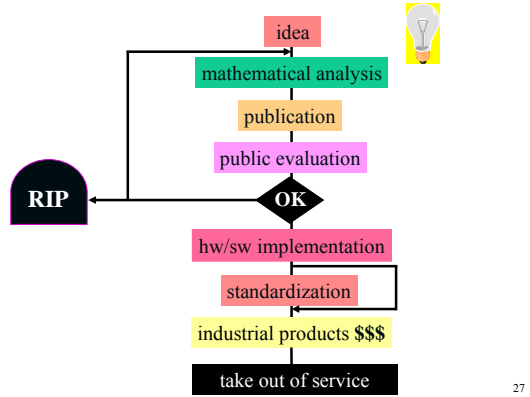 idea
mathematical analysis
publication
public evaluation
RIP
OK
hw/sw implementation
standardization
industrial products $$$
take out of service
27